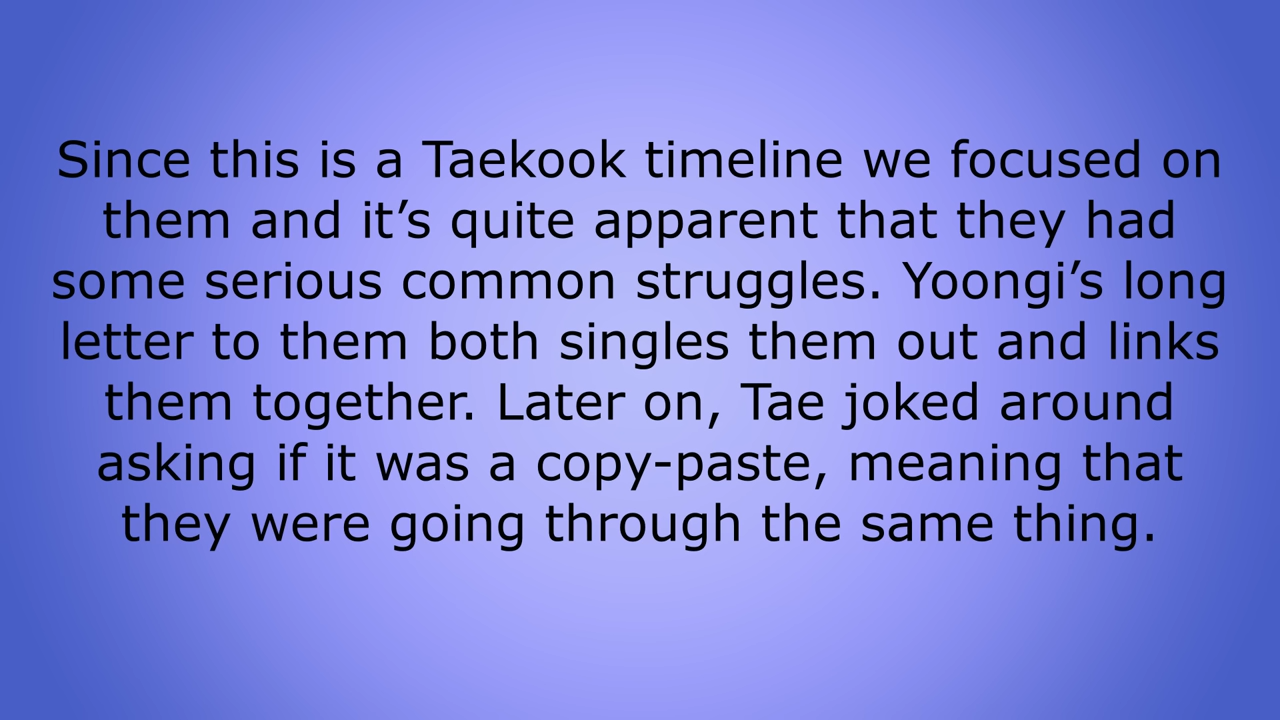 Since this is a Taekook timeline we focused on
them and it’s quite apparent that they had
some serious common struggles. Yoongi’s long
letter to them both singles them out and links
them together. Later on, Tae joked around
asking if it was a copy-paste, meaning that
they were going through the same thing.